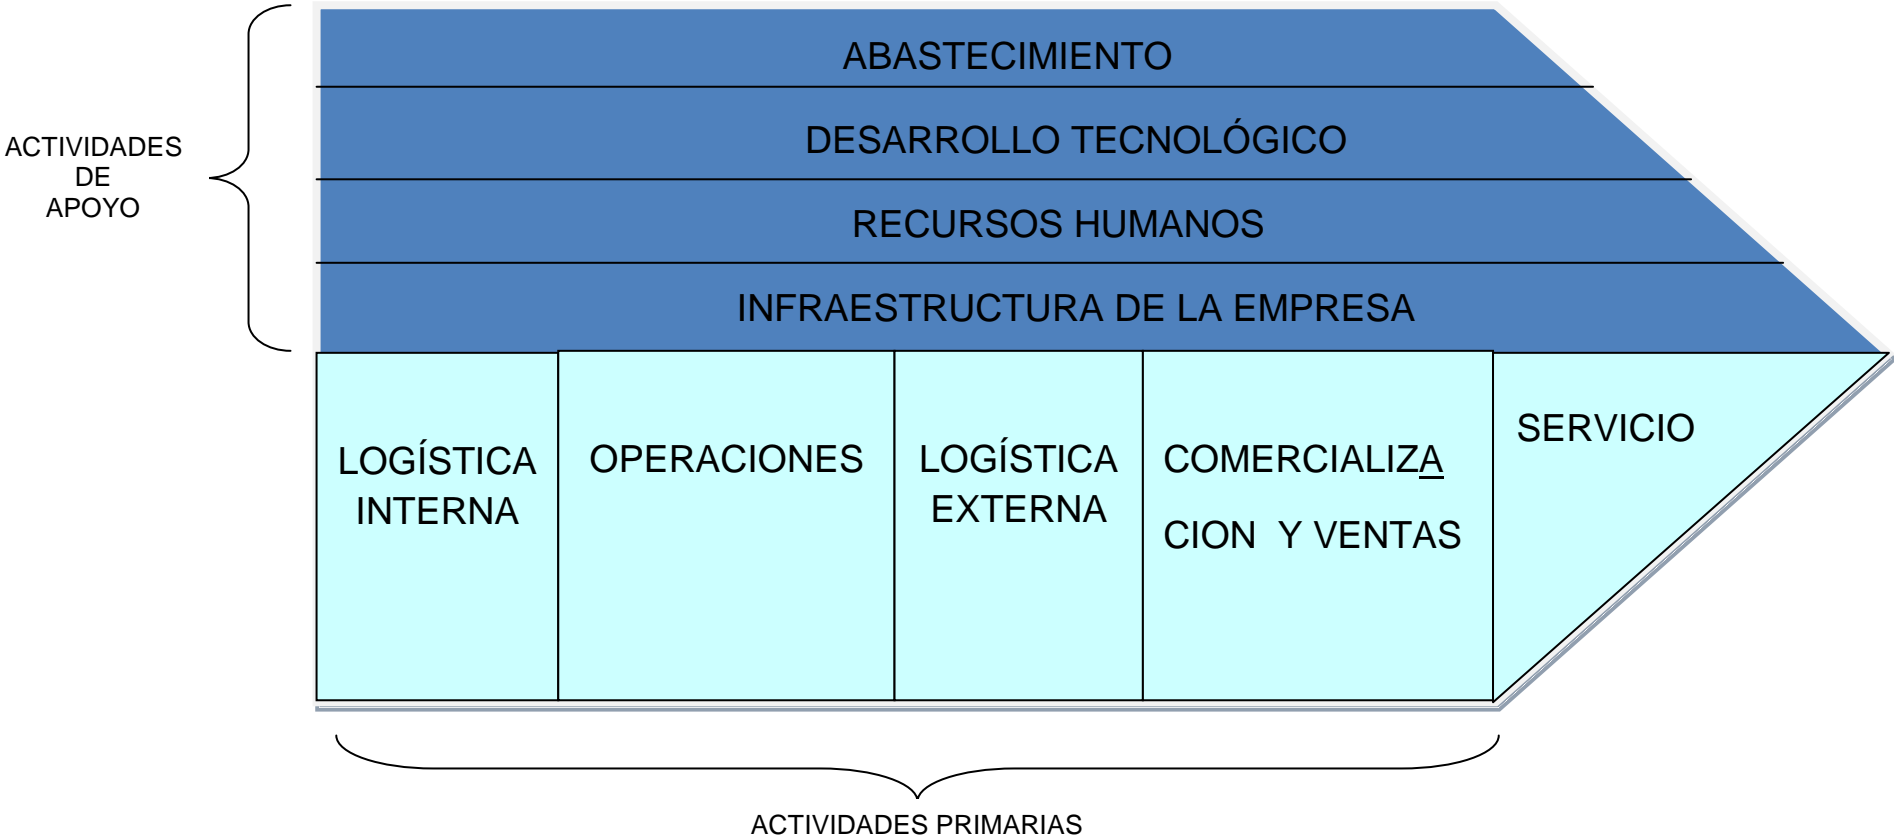 ABASTECIMIENTO
DESARROLLO TECNOLÓGICO
RECURSOS HUMANOS
INFRAESTRUCTURA DE LA EMPRESA
ACTIVIDADES
DE
APOYO
LOGÍSTICA
INTERNA
OPERACIONES
LOGÍSTICA
EXTERNA
COMERCIALIZA
CION Y VENTAS
SERVICIO
ACTIVIDADES PRIMARIAS